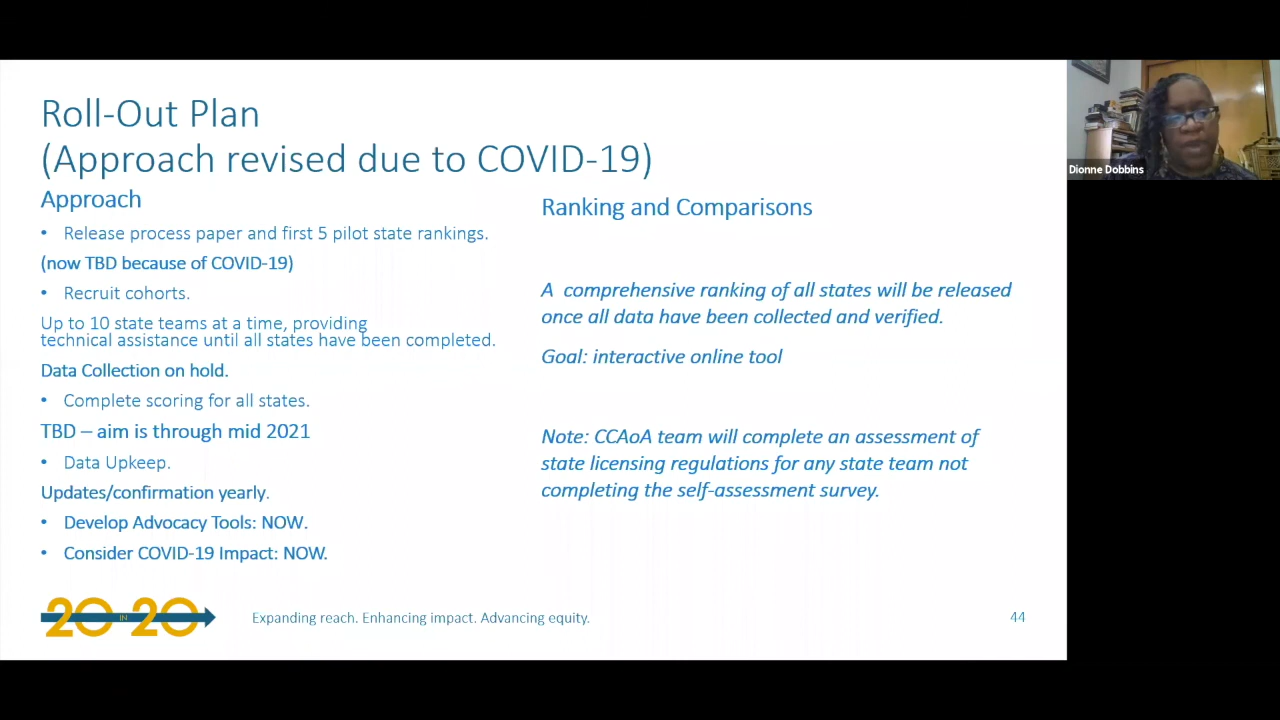 Roll-Out Plan
(Approach revised due to COVID-19)
Approach
• Release process paper and first 5 pilot state rankings.
(now TBD because of COVID-19)
• Recruit cohorts.
Up to 10 state teams at a time, providing
technical assistance until all states have been completed.
Data Collection on hold.
• Complete scoring for all states.
TBD – aim is through mid 2021
• Data Upkeep.
Updates/confirmation yearly.
• Develop Advocacy Tools: NOW.
• Consider COVID-19 Impact: NOW.
Ranking and Comparisons
A  comprehensive ranking of all states will be released
once all data have been collected and verified.
Goal: interactive online tool
Note: CCAoA team will complete an assessment of
state licensing regulations for any state team not
completing the self-assessment survey.
20 IN 20
Expanding reach. Enhancing impact. Advancing equity.
44
Dionne Dobbins